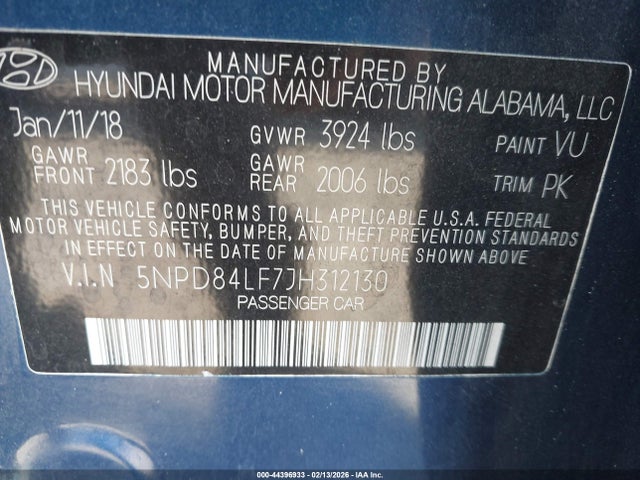 MANUFACTURED BY
HYUNDAI MOTOR MANUFACTURING ALABAMA, LLC
Jan/11/18 GVWR 3924 lbs PAINT VU
GAWR FRONT 2183 lbs GAWR REAR 2006 lbs TRIM PK
THIS VEHICLE CONFORMS TO ALL APPLICABLE U.S.A. FEDERAL
MOTOR VEHICLE SAFETY, BUMPER, AND THEFT PREVENTION STANDARDS
IN EFFECT ON THE DATE OF MANUFACTURE SHOWN ABOVE.
V.I.N 5NPD84LF7JH312130
PASSENGER CAR
000-44396933 - 02/13/2026 - IAA Inc.